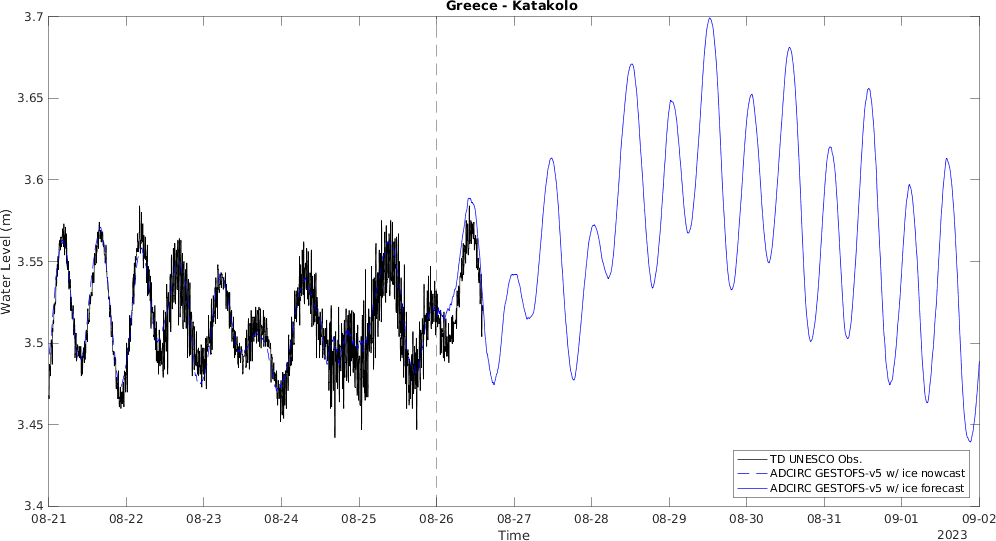 Greece - Katakolo
3.7
3.65
3.6
3.55
3.5
3.45
3.4
Water Level (m)
TD UNESCO Obs.
ADCIRC GESTOFS-v5 w/ ice nowcast
ADCIRC GESTOFS-v5 w/ ice forecast
08-21 08-22 08-23 08-24 08-25 08-26 08-27 08-28 08-29 08-30 08-31 09-01 09-02
Time
2023